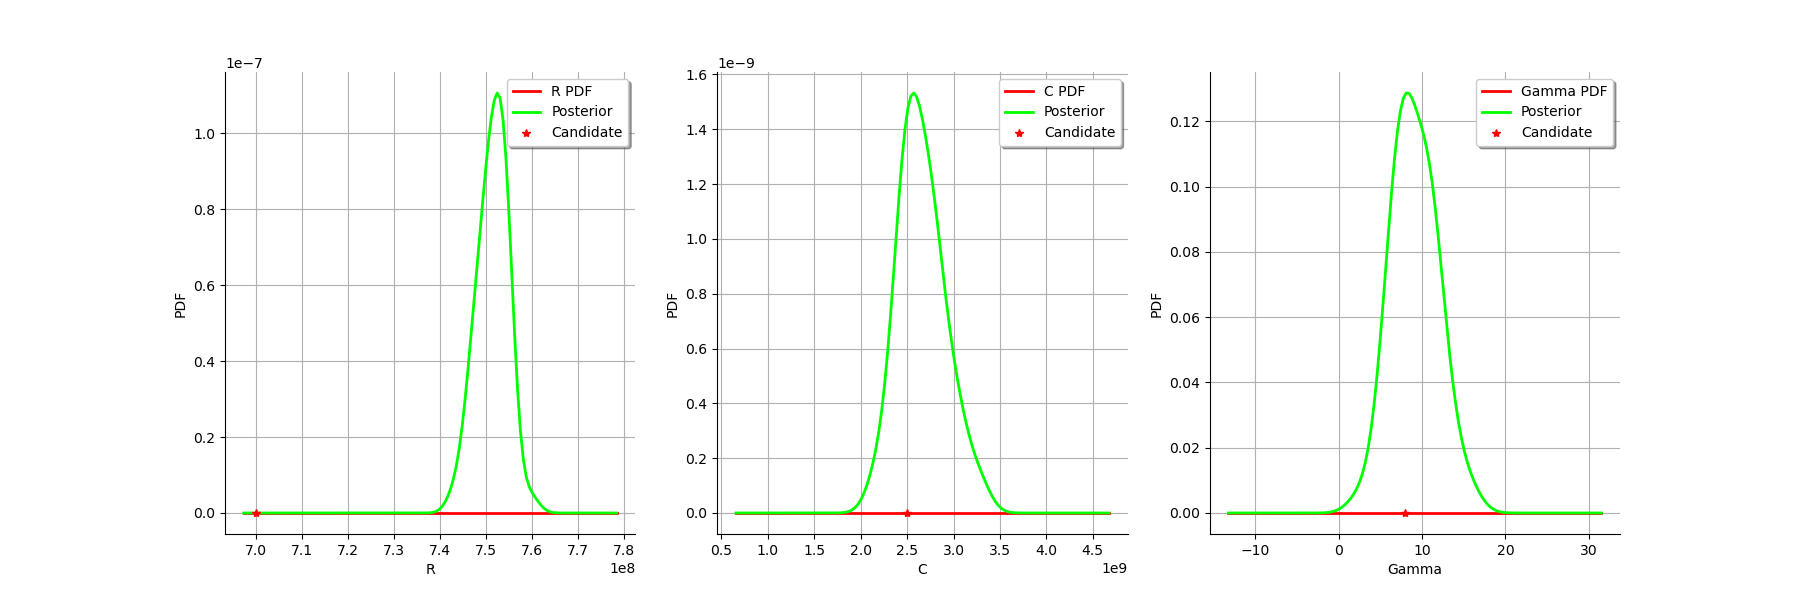 1e−7
R PDF
Posterior
Candidate
1.0
0.8
0.6
0.4
0.2
0.0
PDF
7.0 7.1 7.2 7.3 7.4 7.5 7.6 7.7 7.8
R
1e8
1e−9
C PDF
Posterior
Candidate
1.6
1.4
1.2
1.0
0.8
0.6
0.4
0.2
0.0
PDF
0.5 1.0 1.5 2.0 2.5 3.0 3.5 4.0 4.5
C
1e9
Gamma PDF
Posterior
Candidate
0.12
0.10
0.08
0.06
0.04
0.02
0.00
PDF
−10 0 10 20 30
Gamma